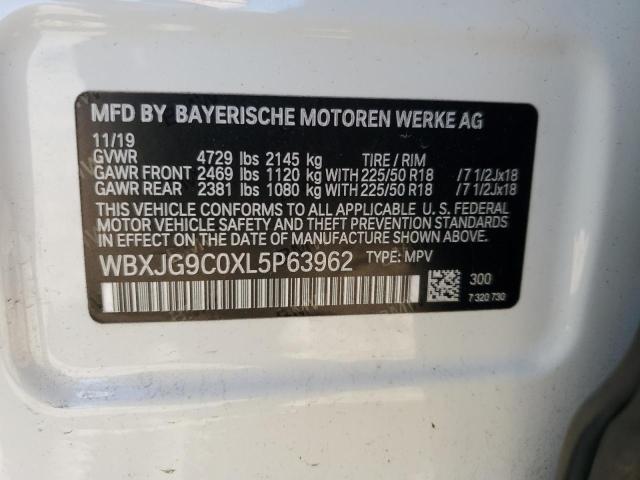 MFD BY BAYERISCHE MOTOREN WERKE AG
11/19
GVWR 4729 lbs 2145 kg TIRE / RIM
GAWR FRONT 2469 lbs 1120 kg WITH 225/50 R18 /7 1/2Jx18
GAWR REAR 2381 lbs 1080 kg WITH 225/50 R18 /7 1/2Jx18
THIS VEHICLE CONFORMS TO ALL APPLICABLE U. S. FEDERAL
MOTOR VEHICLE SAFETY AND THEFT PREVENTION STANDARDS
IN EFFECT ON THE DATE OF MANUFACTURE SHOWN ABOVE.
WBXJG9C0XL5P63962 TYPE: MPV
300
7 320 730